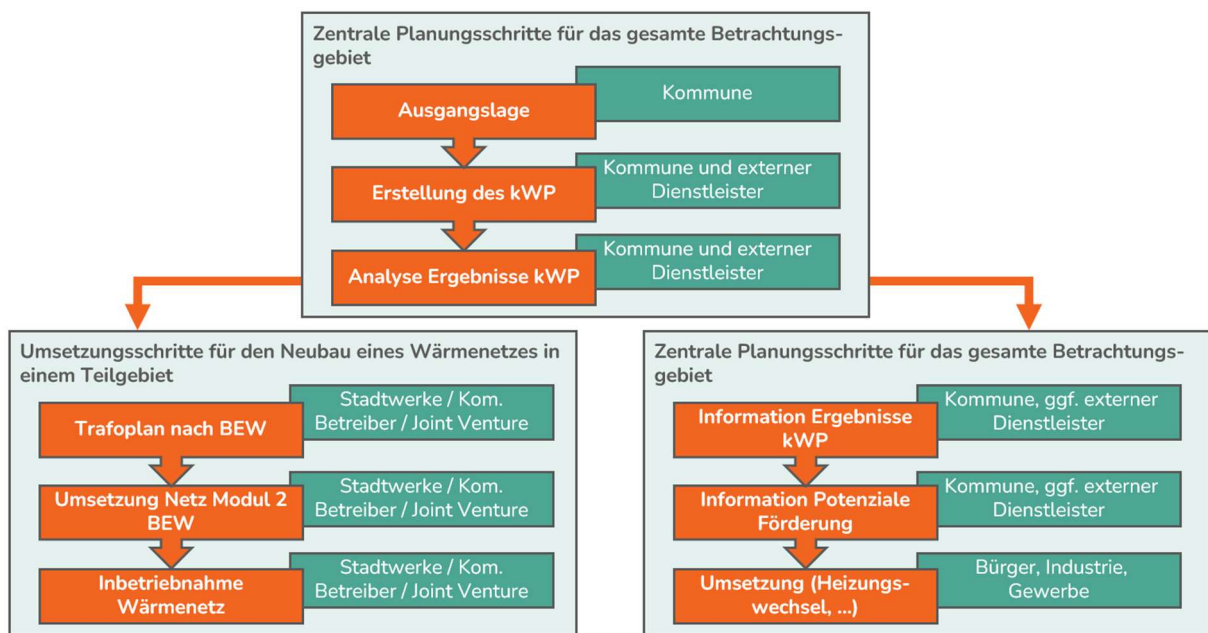 Zentrale Planungsschritte für das gesamte Betrachtungs-
gebiet
Ausgangslage
Kommune
Erstellung des kWP
Kommune und externer
Dienstleister
Analyse Ergebnisse kWP
Kommune und externer
Dienstleister
Umsetzungsschritte für den Neubau eines Wärmenetzes in
einem Teilgebiet
Trafoplan nach BEW
Stadtwerke / Kom.
Betreiber / Joint Venture
Umsetzung Netz Modul 2
BEW
Stadtwerke / Kom.
Betreiber / Joint Venture
Inbetriebnahme
Wärmenetz
Stadtwerke / Kom.
Betreiber / Joint Venture
Zentrale Planungsschritte für das gesamte Betrachtungs-
gebiet
Information Ergebnisse
kWP
Kommune, ggf. externer
Dienstleister
Information Potenziale
Förderung
Kommune, ggf. externer
Dienstleister
Umsetzung (Heizungs-
wechsel, ...)
Bürger, Industrie,
Gewerbe